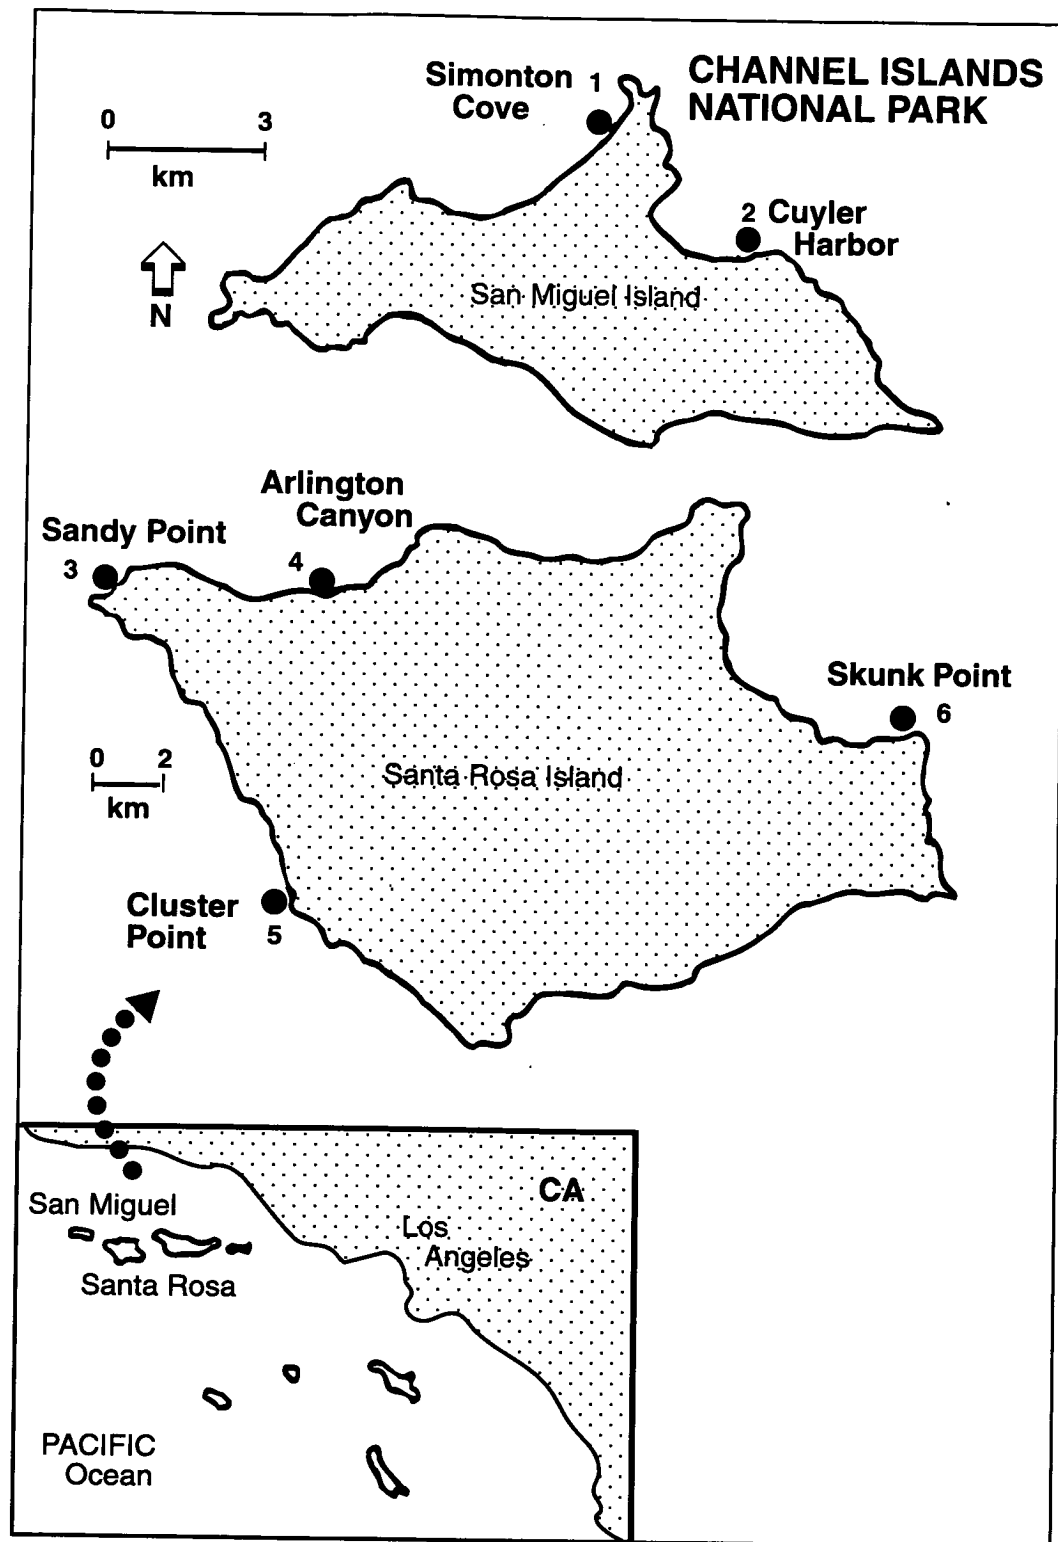 CHANNEL ISLANDS
NATIONAL PARK
Simonton 1
Cove
0 3
km
N
2 Cuyler
Harbor
San Miguel Island
Arlington
Canyon
Sandy Point
3
4
Skunk Point
6
0 2
km
Santa Rosa Island
Cluster
Point
5
CA
San Miguel
Los
Angeles
Santa Rosa
PACIFIC
Ocean